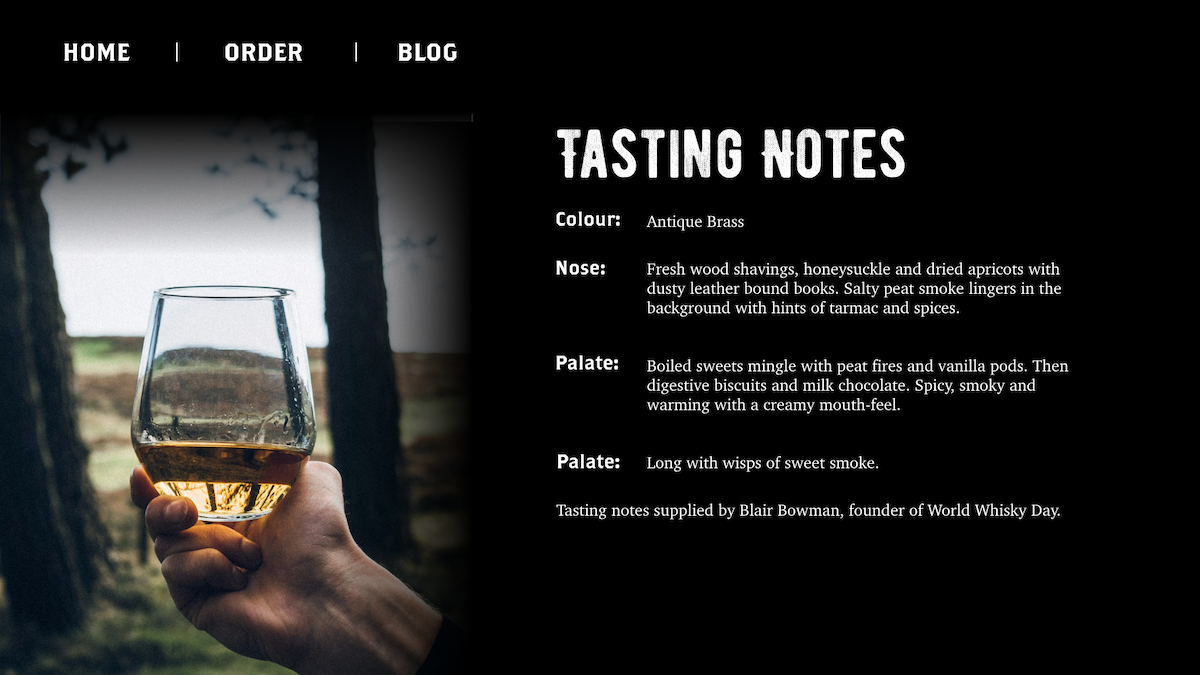 HOME | ORDER | BLOG
TASTING NOTES
Colour: Antique Brass
Nose: Fresh wood shavings, honeysuckle and dried apricots with
dusty leather bound books. Salty peat smoke lingers in the
background with hints of tarmac and spices.
Palate: Boiled sweets mingle with peat fires and vanilla pods. Then
digestive biscuits and milk chocolate. Spicy, smoky and
warming with a creamy mouth-feel.
Palate: Long with wisps of sweet smoke.
Tasting notes supplied by Blair Bowman, founder of World Whisky Day.